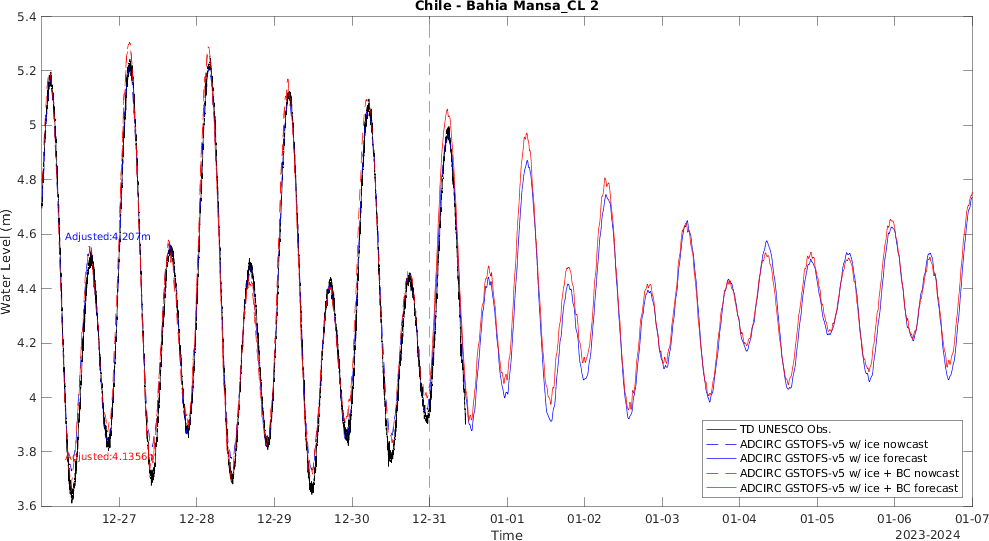 Chile - Bahia Mansa_CL 2
Water Level (m)
5.4
5.2
5
4.8
4.6
4.4
4.2
4
3.8
3.6
Adjusted:4.207m
Adjusted:4.1356m
TD UNESCO Obs.
ADCIRC GSTOFS-v5 w/ ice nowcast
ADCIRC GSTOFS-v5 w/ ice forecast
ADCIRC GSTOFS-v5 w/ ice + BC nowcast
ADCIRC GSTOFS-v5 w/ ice + BC forecast
12-27 12-28 12-29 12-30 12-31 01-01 01-02 01-03 01-04 01-05 01-06 01-07
Time
2023-2024